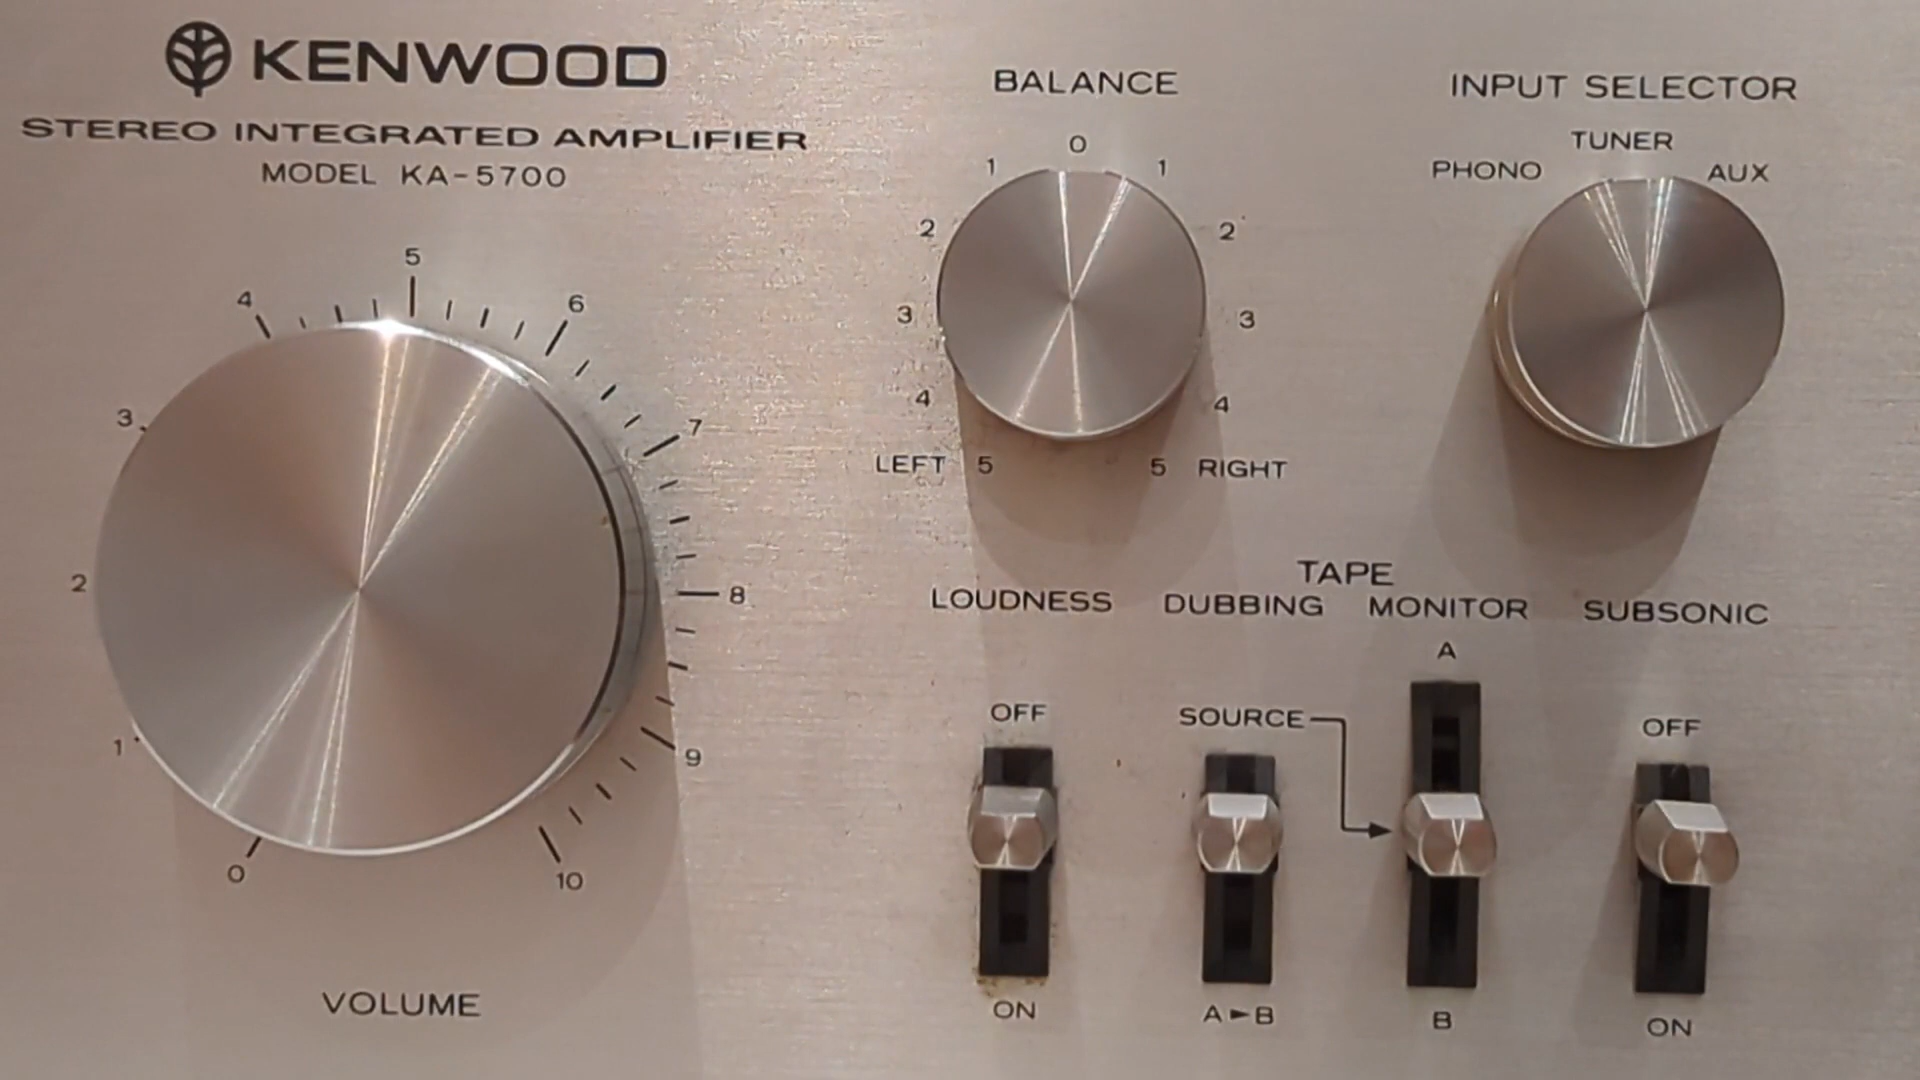 KENWOOD
STEREO INTEGRATED AMPLIFIER
MODEL KA-5700
4 5 6
3 7
2 8
1 9
0 10
VOLUME
BALANCE
0
1 1
2 2
3 3
4 4
LEFT 5 5 RIGHT
INPUT SELECTOR
TUNER
PHONO AUX
TAPE
LOUDNESS DUBBING MONITOR SUBSONIC
A
OFF SOURCE OFF
ON A►B B ON